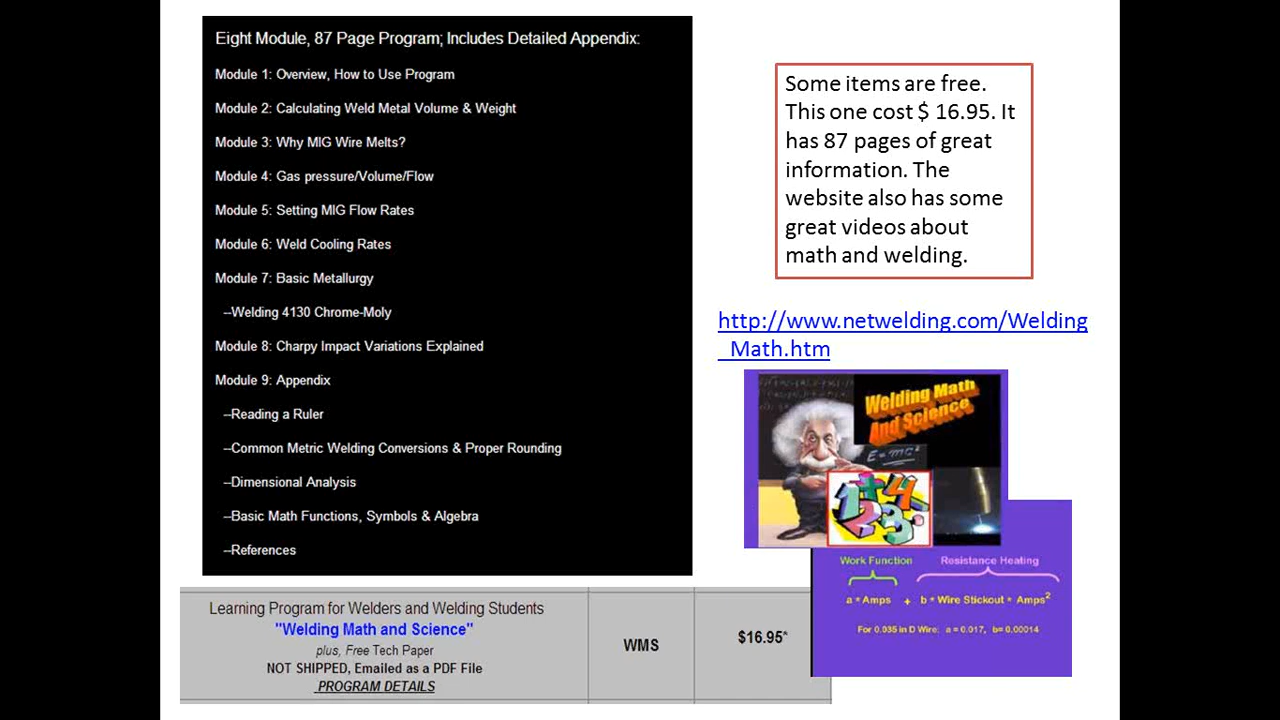 Eight Module, 87 Page Program; Includes Detailed Appendix:
Module 1: Overview, How to Use Program
Module 2: Calculating Weld Metal Volume & Weight
Module 3: Why MIG Wire Melts?
Module 4: Gas pressure/Volume/Flow
Module 5: Setting MIG Flow Rates
Module 6: Weld Cooling Rates
Module 7: Basic Metallurgy
--Welding 4130 Chrome-Moly
Module 8: Charpy Impact Variations Explained
Module 9: Appendix
--Reading a Ruler
--Common Metric Welding Conversions & Proper Rounding
--Dimensional Analysis
--Basic Math Functions, Symbols & Algebra
--References
Some items are free.
This one cost $ 16.95. It
has 87 pages of great
information. The
website also has some
great videos about
math and welding.
http://www.netwelding.com/Welding
_Math.htm
Welding Math
And Science
E=mc²
1 + 4
2 3
Work Function Resistance Heating
a * Amps + b * Wire Stickout * Amps²
For 0.035 in D Wire; a = 0.017, b= 0.00014
Learning Program for Welders and Welding Students
"Welding Math and Science"
plus, Free Tech Paper
NOT SHIPPED, Emailed as a PDF File
PROGRAM DETAILS
WMS
$16.95*